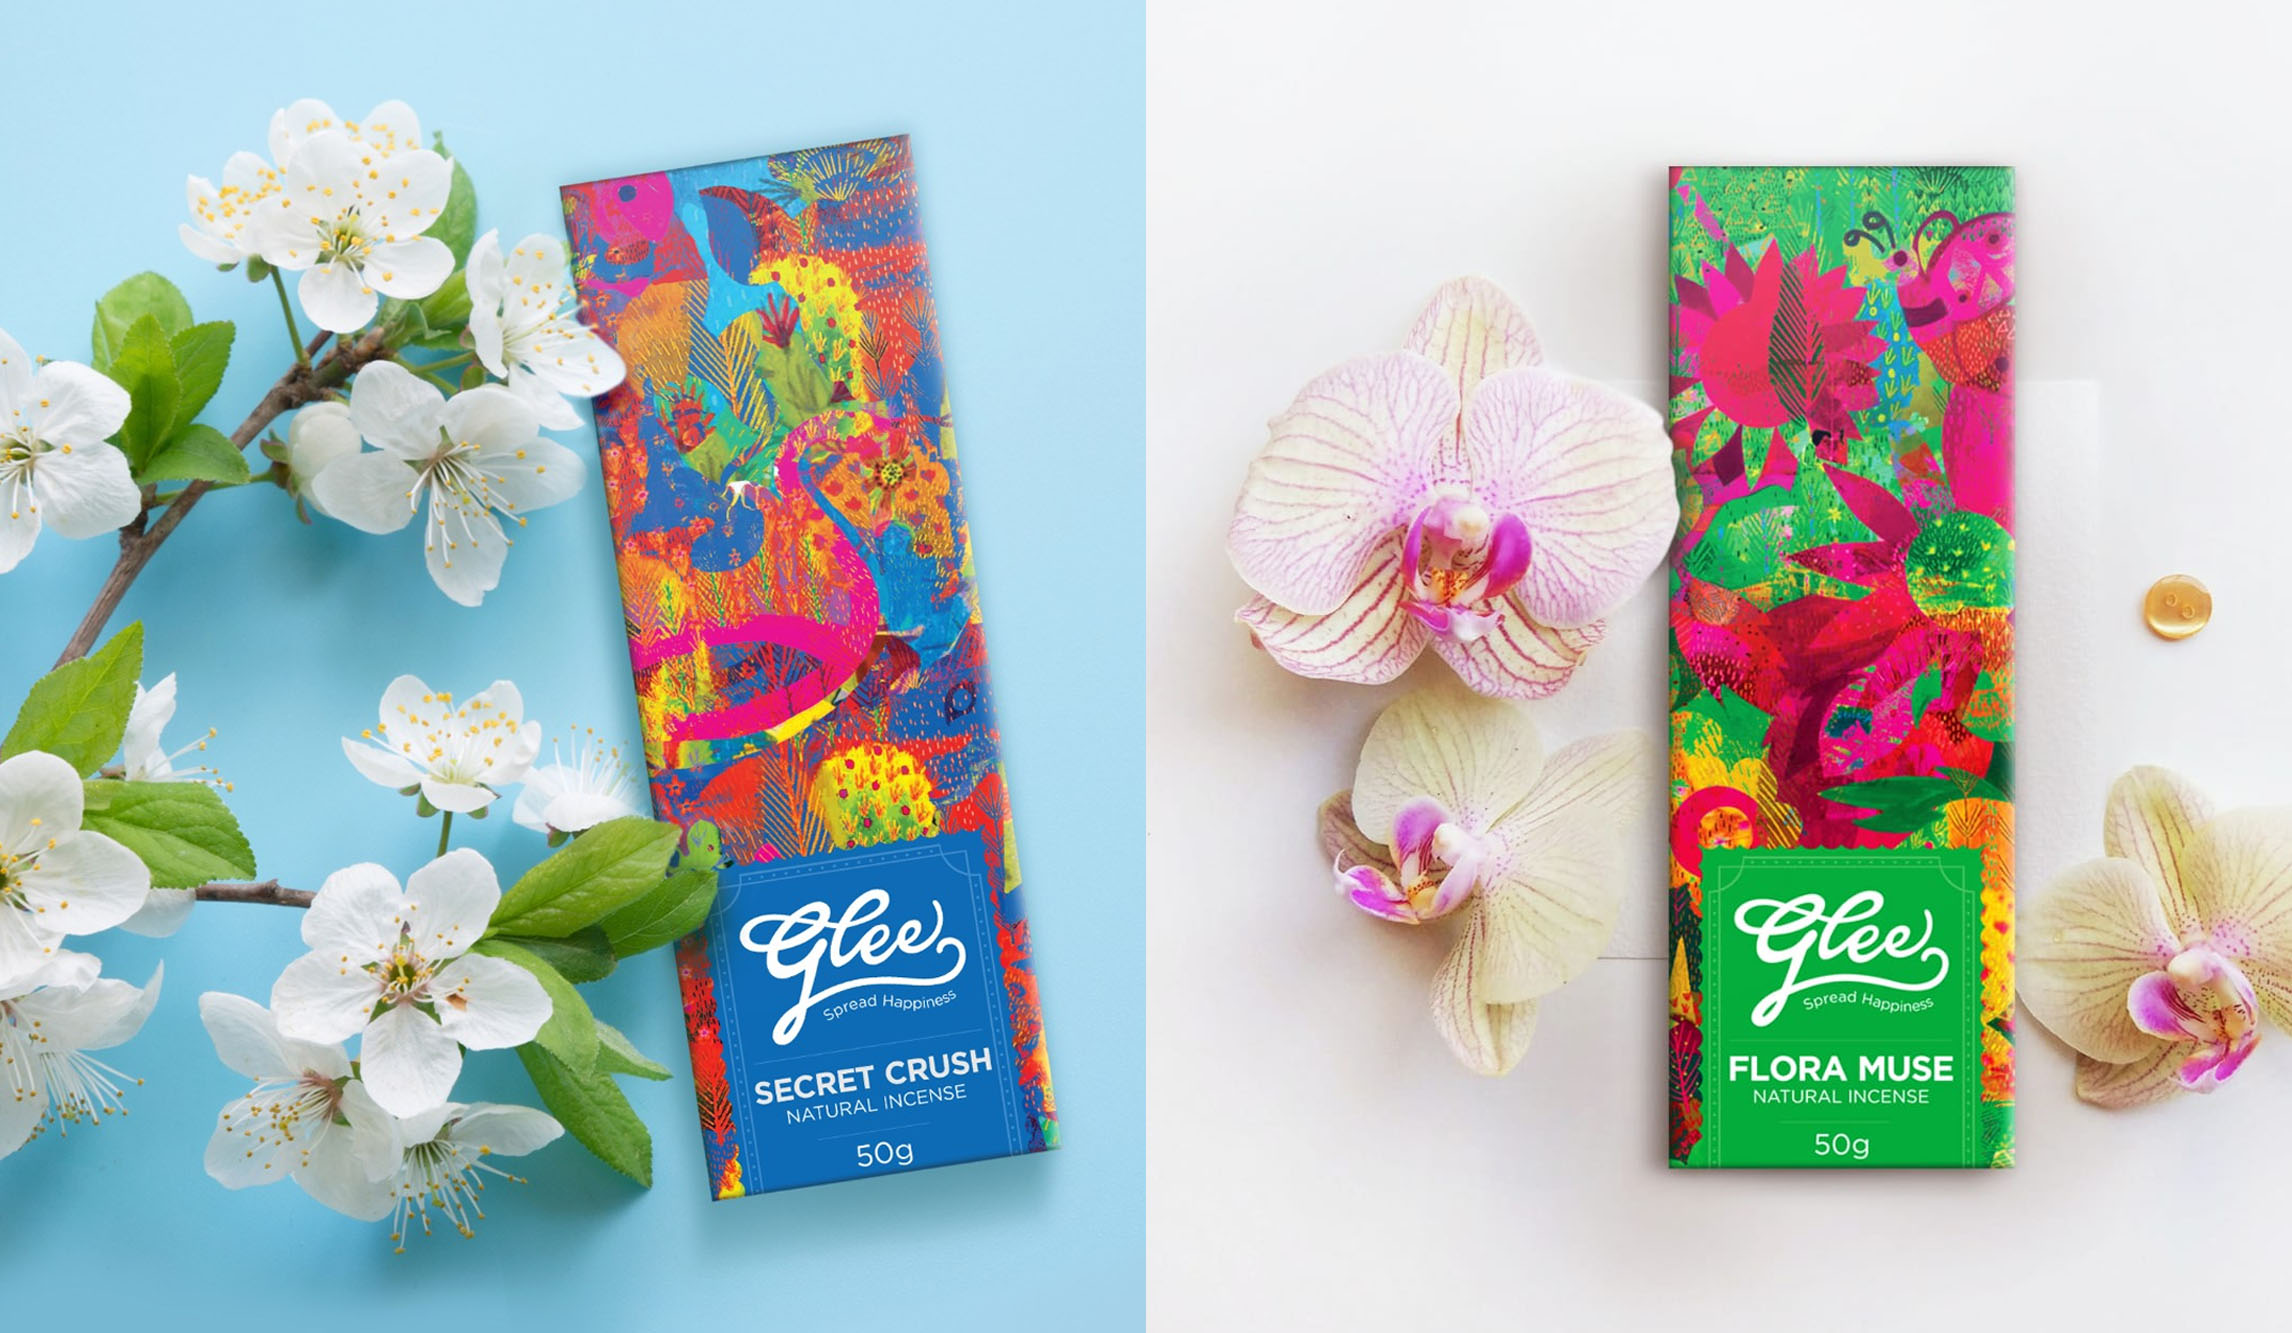 Glee
Spread Happiness
SECRET CRUSH
NATURAL INCENSE
50g
Glee
Spread Happiness
FLORA MUSE
NATURAL INCENSE
50g